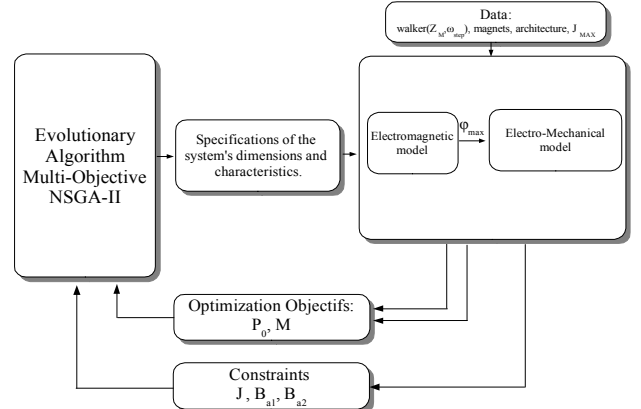 Data:
walker(Z_M, ω_step), magnets, architecture, J_MAX
Evolutionary
Algorithm
Multi-Objective
NSGA-II
Specifications of the
system's dimensions and
characteristics.
Electromagnetic
model
φ_max
Electro-Mechanical
model
Optimization Objectifs:
P_0, M
Constraints
J , B_a1, B_a2